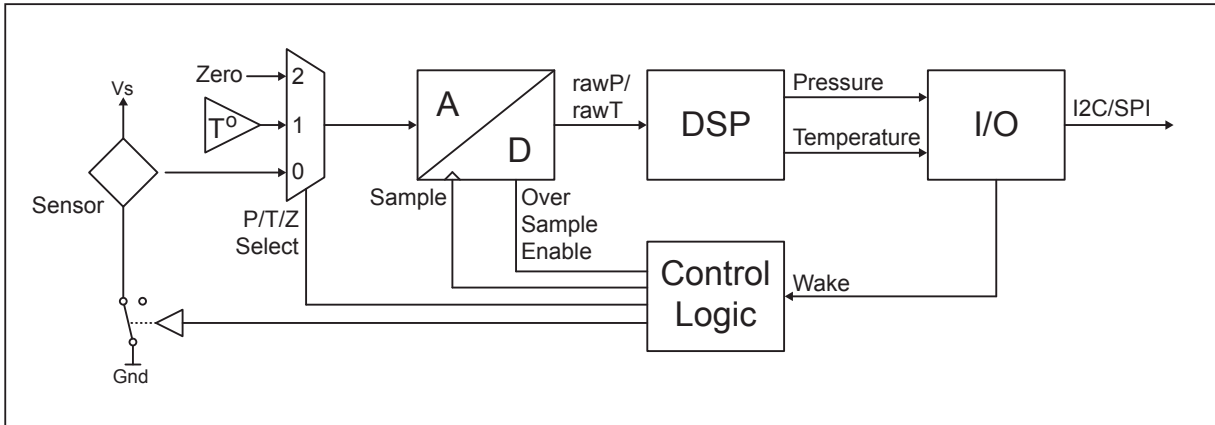 Vs
Sensor
Gnd
Zero
T°
2
1
0
P/T/Z
Select
A
D
Sample
Over
Sample
Enable
rawP/
rawT
DSP
Pressure
Temperature
I/O
I2C/SPI
Control
Logic
Wake